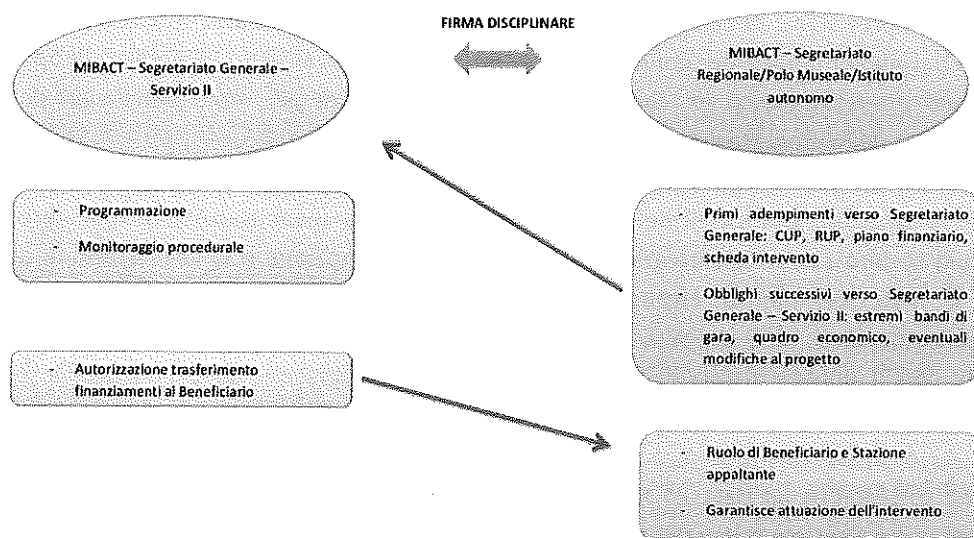 FIRMA DISCIPLINARE
MIBACT – Segretariato Generale –
Servizio II
MIBACT – Segretariato
Regionale/Polo Museale/Istituto
autonomo
- Programmazione
- Monitoraggio procedurale
- Primi adempimenti verso Segretariato
Generale: CUP, RUP, piano finanziario,
scheda intervento
- Obblighi successivi verso Segretariato
Generale – Servizio II: estremi bandi di
gara, quadro economico, eventuali
modifiche al progetto
- Autorizzazione trasferimento
finanziamenti al Beneficiario
- Ruolo di Beneficiario e Stazione
appaltante
- Garantisce attuazione dell'intervento